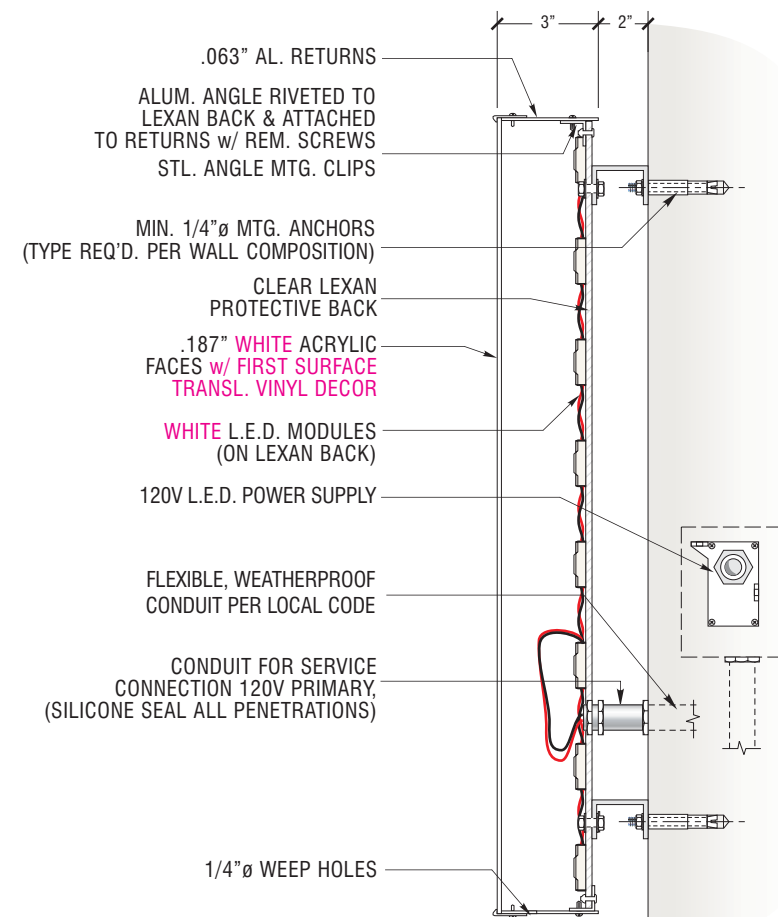 3” 2”
.063” AL. RETURNS
ALUM. ANGLE RIVETED TO
LEXAN BACK & ATTACHED
TO RETURNS w/ REM. SCREWS
STL. ANGLE MTG. CLIPS
MIN. 1/4”ø MTG. ANCHORS
(TYPE REQ’D. PER WALL COMPOSITION)
CLEAR LEXAN
PROTECTIVE BACK
.187” WHITE ACRYLIC
FACES w/ FIRST SURFACE
TRANSL. VINYL DECOR
WHITE L.E.D. MODULES
(ON LEXAN BACK)
120V L.E.D. POWER SUPPLY
FLEXIBLE, WEATHERPROOF
CONDUIT PER LOCAL CODE
CONDUIT FOR SERVICE
CONNECTION 120V PRIMARY,
(SILICONE SEAL ALL PENETRATIONS)
1/4”ø WEEP HOLES